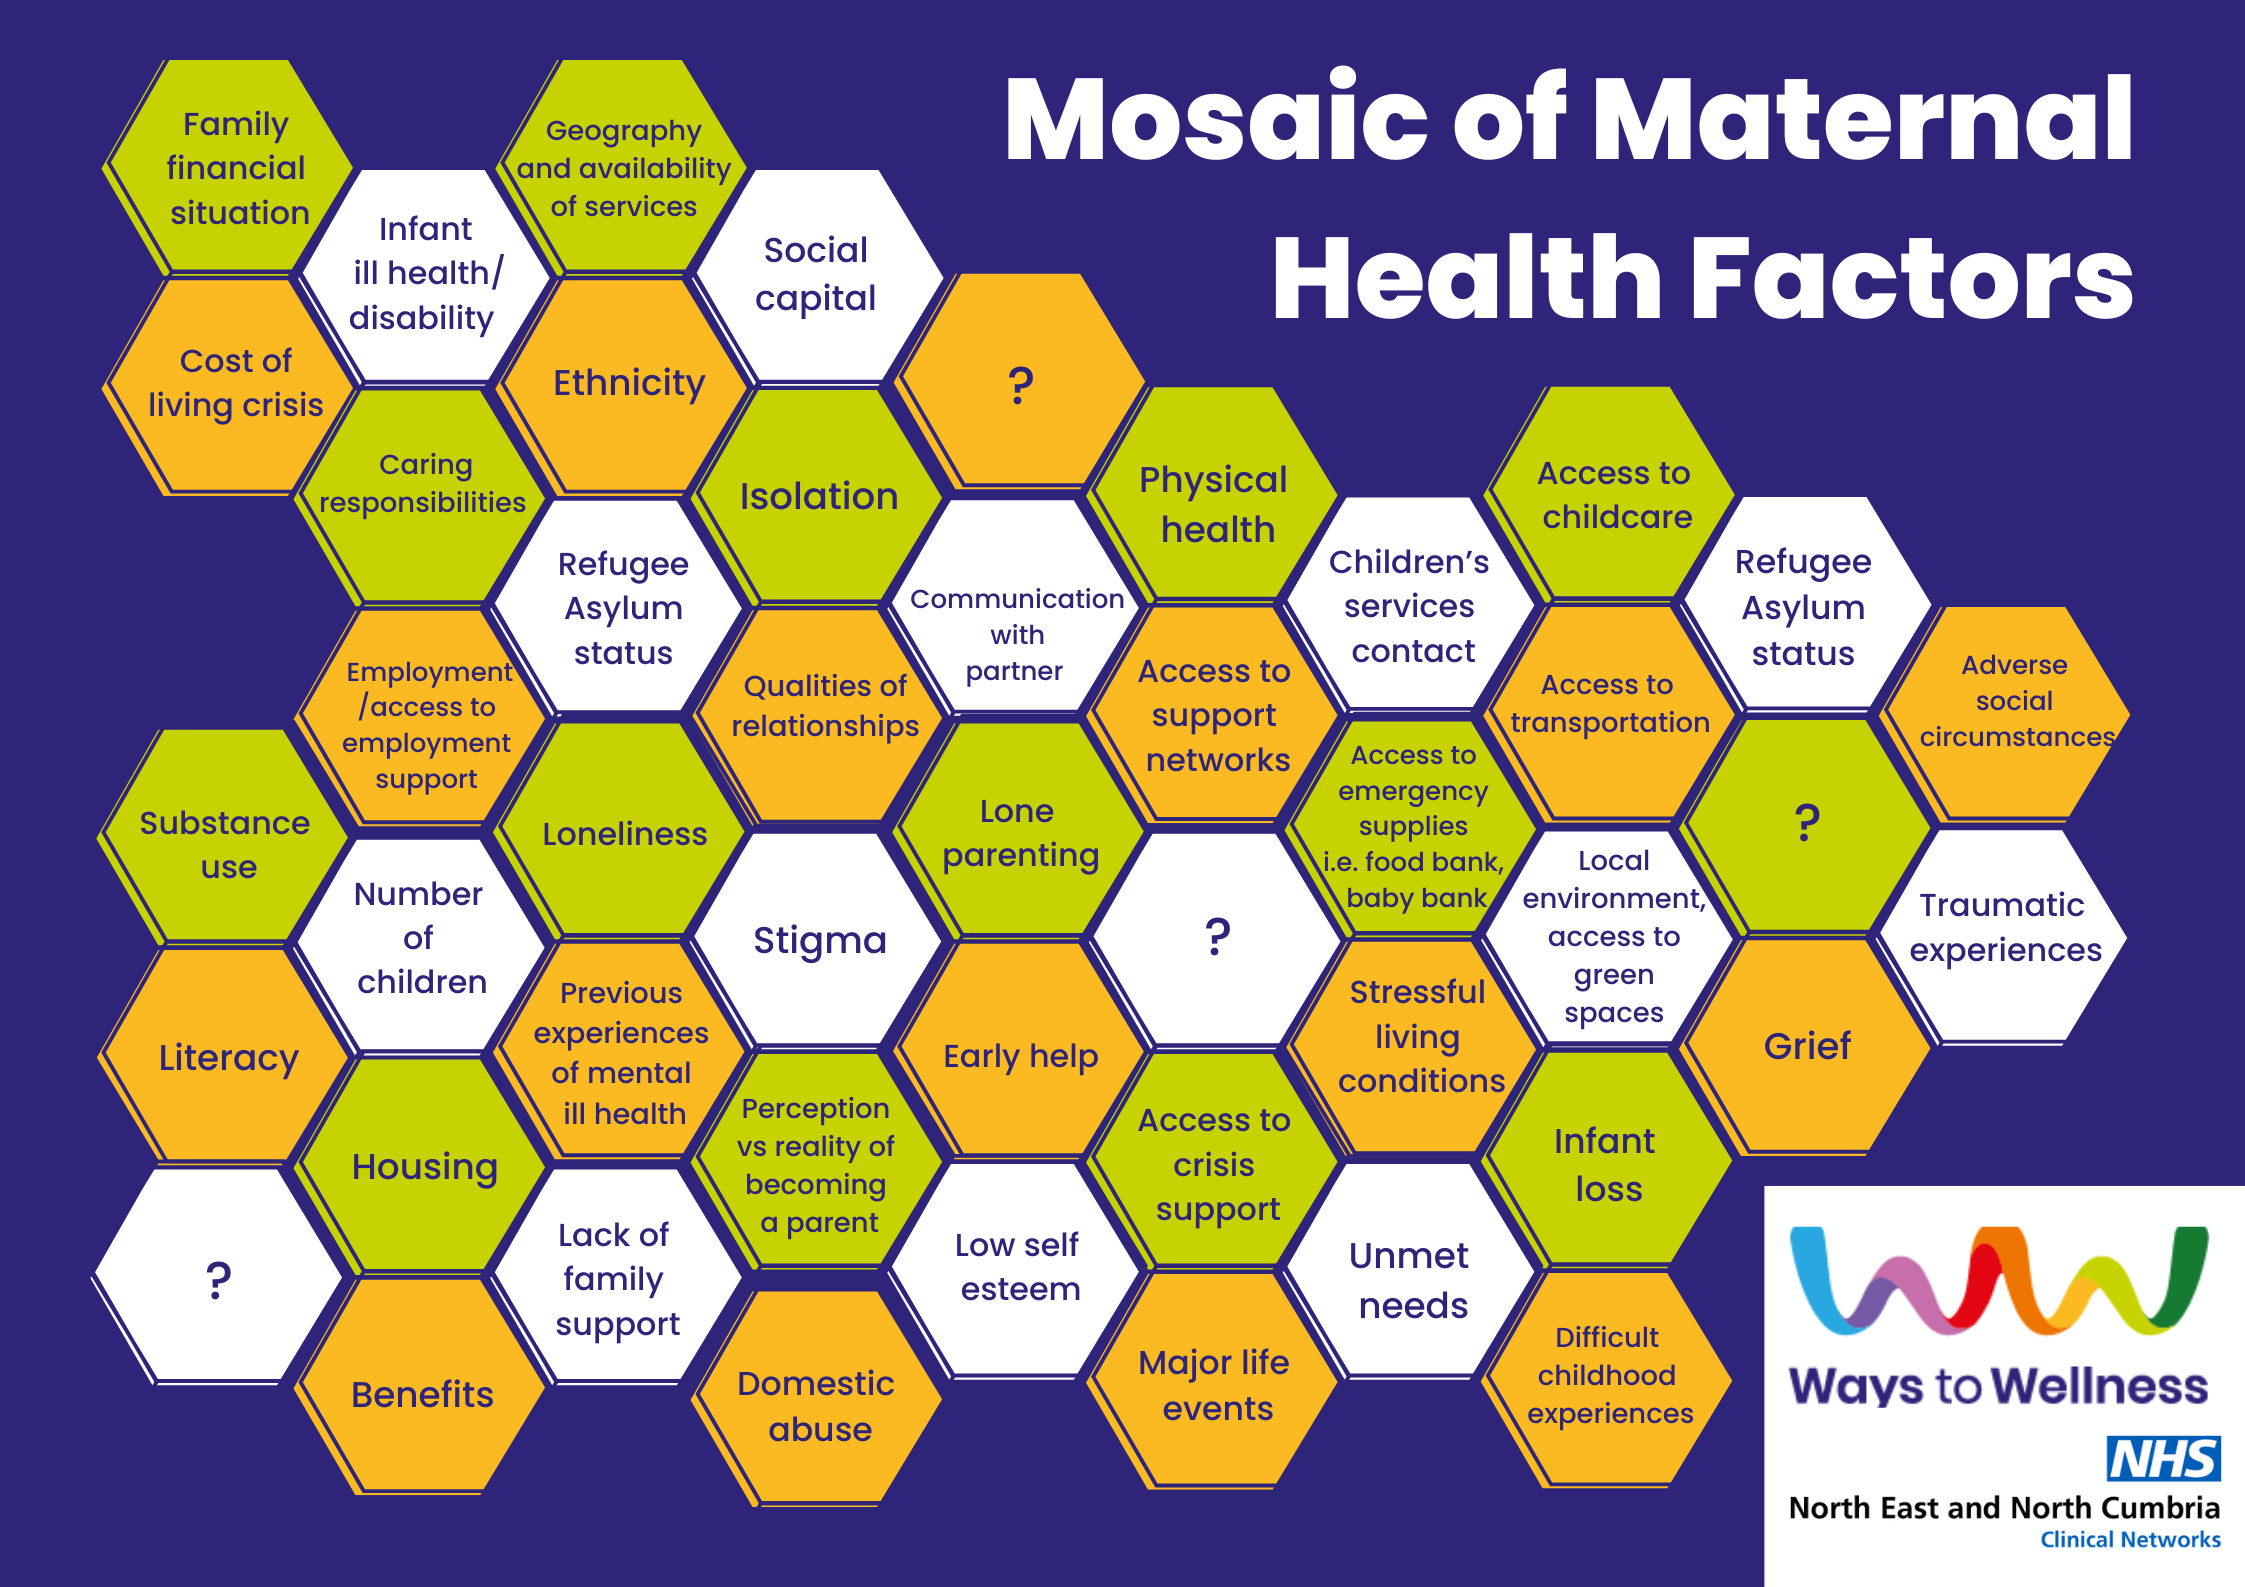 Mosaic of Maternal
Health Factors
Family
financial
situation
Geography
and availability
of services
Infant
ill health/
disability
Social
capital
Cost of
living crisis
Ethnicity
?
Caring
responsibilities
Isolation
Physical
health
Access to
childcare
Refugee
Asylum
status
Communication
with
partner
Children's
services
contact
Refugee
Asylum
status
Employment
/access to
employment
support
Qualities of
relationships
Access to
support
networks
Access to
transportation
Adverse
social
circumstances
Substance
use
Loneliness
Lone
parenting
Access to
emergency
supplies
i.e. food bank,
baby bank
?
Number
of
children
Stigma
?
Local
environment,
access to
green
spaces
Traumatic
experiences
Literacy
Previous
experiences
of mental
ill health
Early help
Stressful
living
conditions
Grief
Housing
Perception
vs reality of
becoming
a parent
Access to
crisis
support
Infant
loss
?
Lack of
family
support
Low self
esteem
Unmet
needs
Benefits
Domestic
abuse
Major life
events
Difficult
childhood
experiences
Ways to Wellness
NHS
North East and North Cumbria
Clinical Networks